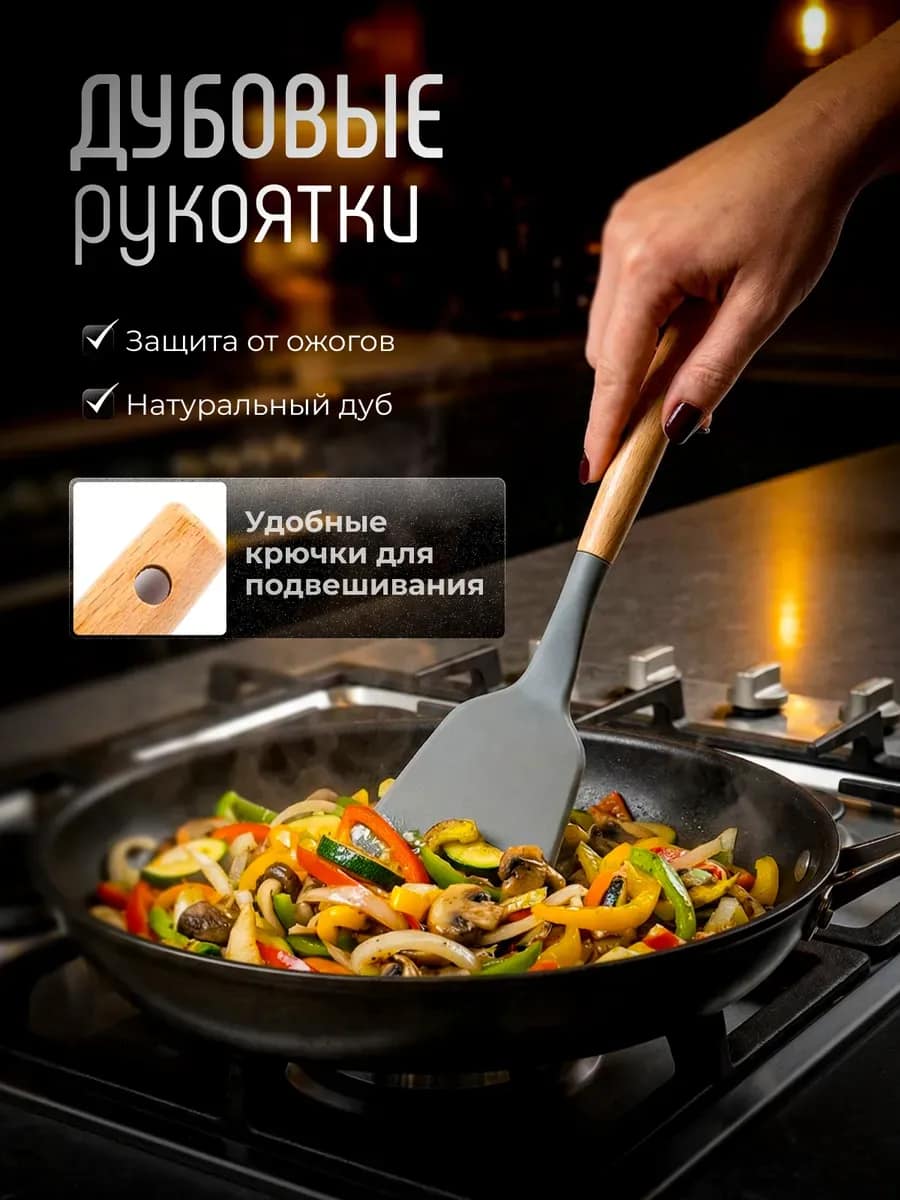 ДУБОВЫЕ
РУКОЯТКИ
Защита от ожогов
Натуральный дуб
Удобные
крючки для
подвешивания